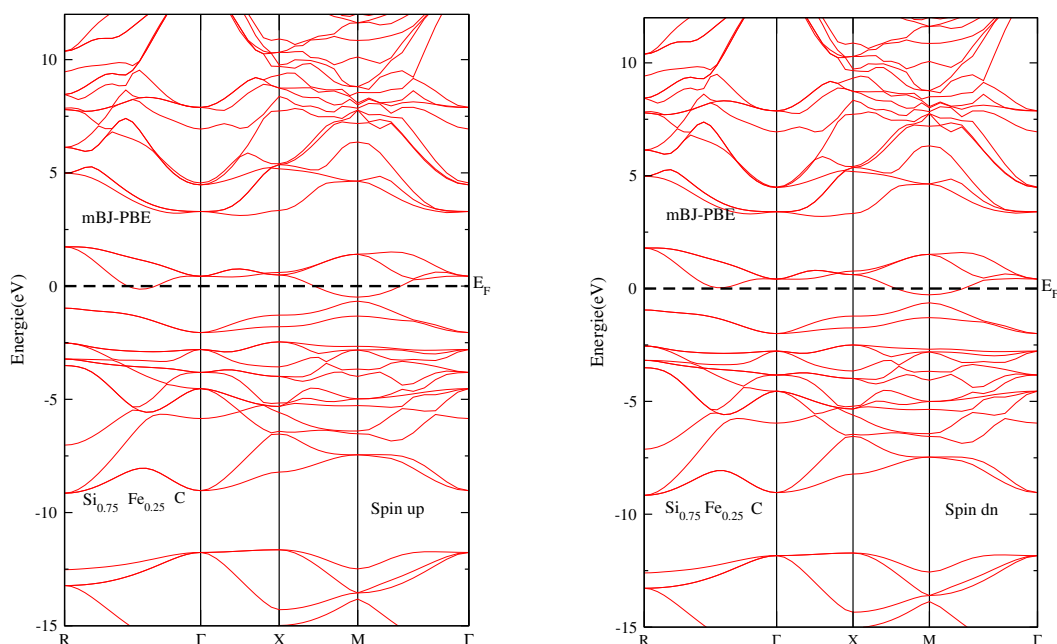 10
5
0
-5
-10
-15
Energie(eV)
mBJ-PBE
E_F
Si_0.75 Fe_0.25 C
Spin up
R Γ X M Γ
10
5
0
-5
-10
-15
Energie(eV)
mBJ-PBE
E_F
Si_0.75 Fe_0.25 C
Spin dn
R Γ X M Γ